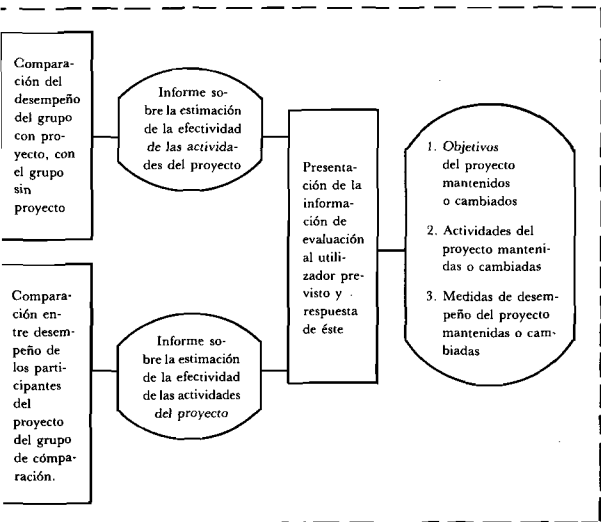 Compara-
ción del
desempeño
del grupo
con pro-
yecto, con
el grupo
sin
proyecto
Informe so-
bre la estimación
de la efectividad
de las activida-
des del proyecto
Compara-
ción en-
tre desem-
peño de
los parti-
cipantes
del
proyecto
del grupo
de cómpa-
ración.
Informe so-
bre la estimación
de la efectividad
de las actividades
del proyecto
Presenta-
ción de la
informa-
ción de
evaluación
al utili-
zador pre-
visto y
respuesta
de éste
1. Objetivos
del proyecto
mantenidos
o cambiados
2. Actividades del
proyecto manteni-
das o cambiadas
3. Medidas de desem-
peño del proyecto
mantenidas o cam-
biadas